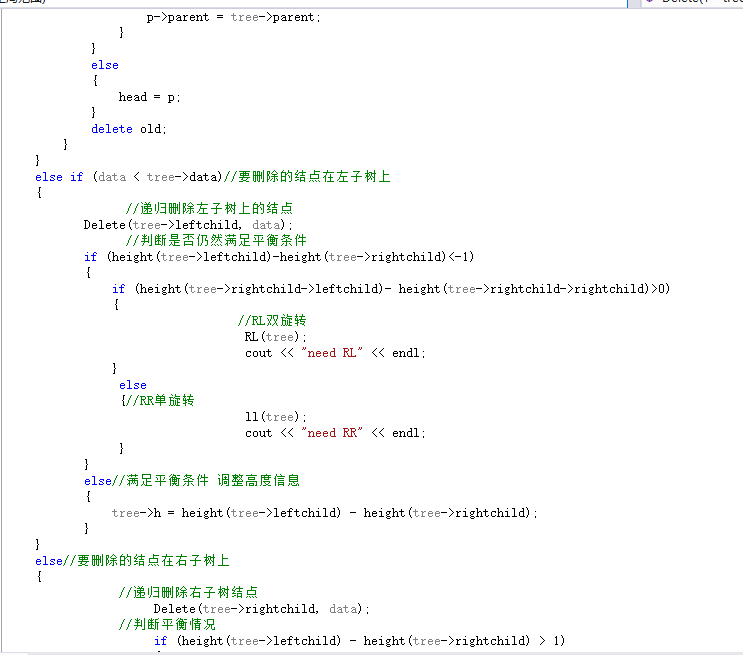 p->parent = tree->parent;
}
}
else
{
head = p;
}
delete old;
}
}
else if (data < tree->data)//要删除的结点在左子树上
{
//递归删除左子树上的结点
Delete(tree->leftchild, data);
//判断是否仍然满足平衡条件
if (height(tree->leftchild)-height(tree->rightchild)<-1)
{
if (height(tree->rightchild->leftchild)- height(tree->rightchild->rightchild)>0)
{
//RL双旋转
RL(tree);
cout << "need RL" << endl;
}
else
{//RR单旋转
ll(tree);
cout << "need RR" << endl;
}
}
else//满足平衡条件 调整高度信息
{
tree->h = height(tree->leftchild) - height(tree->rightchild);
}
}
else//要删除的结点在右子树上
{
//递归删除右子树结点
Delete(tree->rightchild, data);
//判断平衡情况
if (height(tree->leftchild) - height(tree->rightchild) > 1)